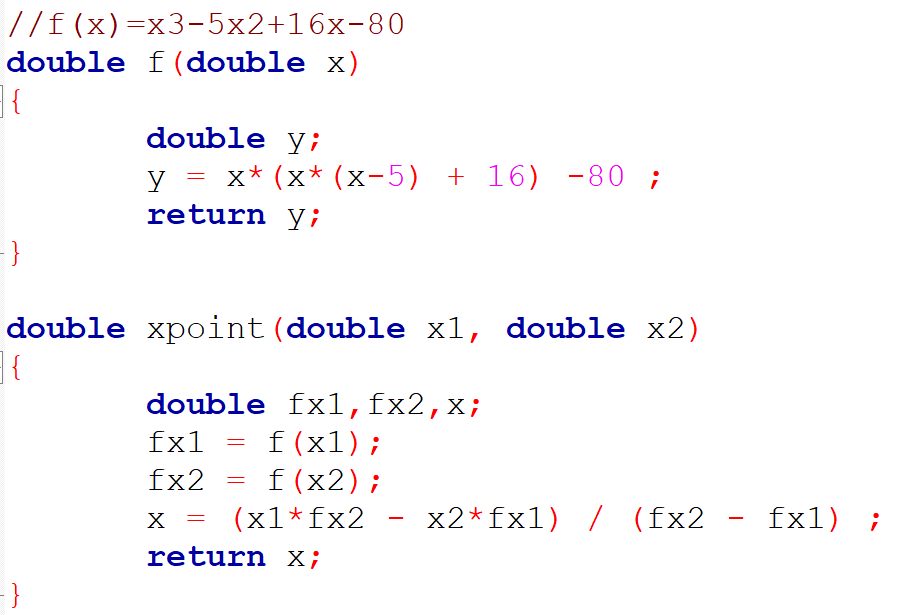 //f(x)=x3-5x2+16x-80
double f(double x)
{
double y;
y = x*(x*(x-5) + 16) -80 ;
return y;
}
double xpoint(double x1, double x2)
{
double fx1,fx2,x;
fx1 = f(x1);
fx2 = f(x2);
x = (x1*fx2 - x2*fx1) / (fx2 - fx1) ;
return x;
}